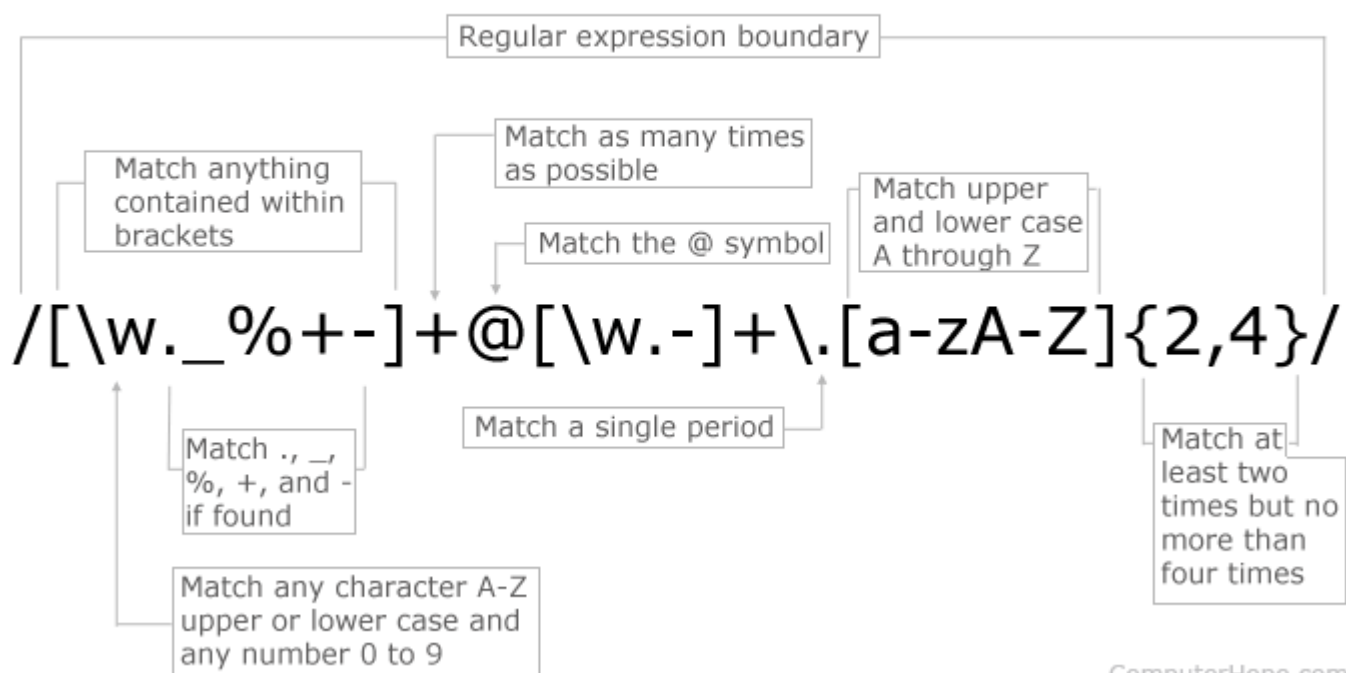 Regular expression boundary
Match as many times
as possible
Match anything
contained within
brackets
Match upper
and lower case
A through Z
Match the @ symbol
/[\w._%+-]+@[\w.-]+\.[a-zA-Z]{2,4}/
Match a single period
Match ., _,
%, +, and -
if found
Match at
least two
times but no
more than
four times
Match any character A-Z
upper or lower case and
any number 0 to 9
ComputerHope.com